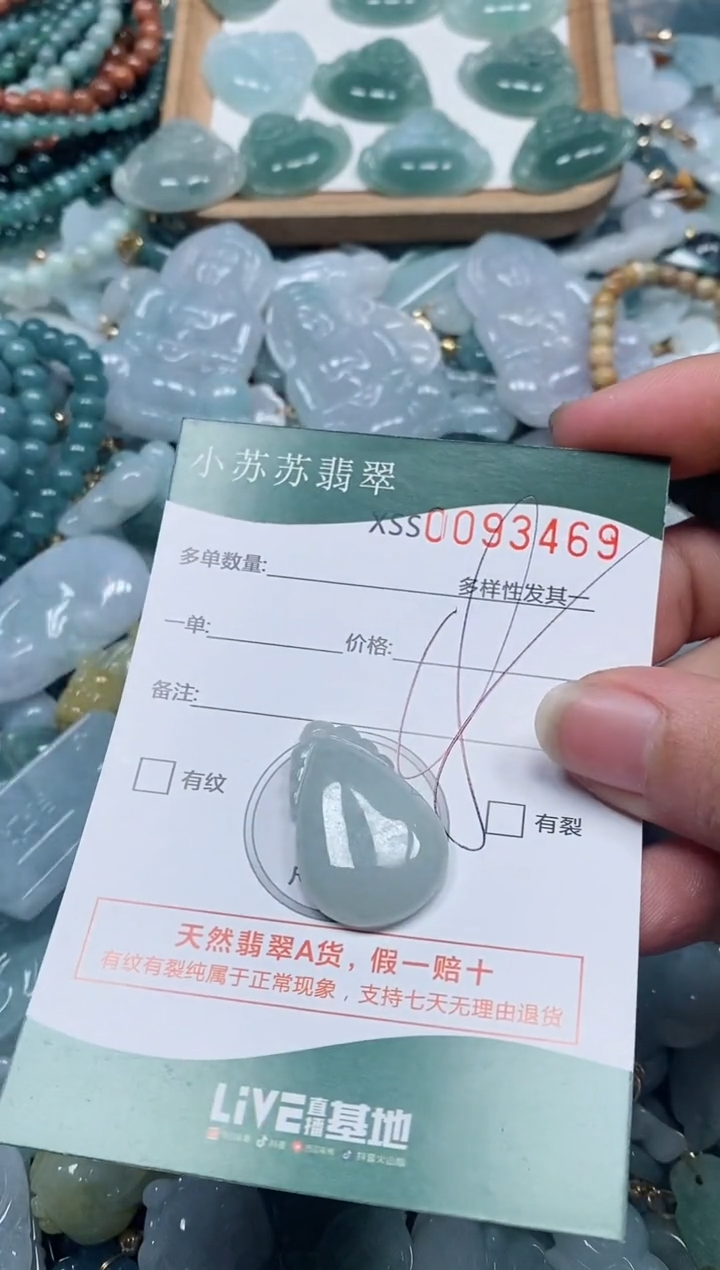 小苏苏翡翠
XSS0093469
多单数量:
多样性发其一
一单:
价格:
备注:
有纹
有裂
天然翡翠A货，假一赔十
有纹有裂纯属于正常现象，支持七天无理由退货
LiVE直播基地